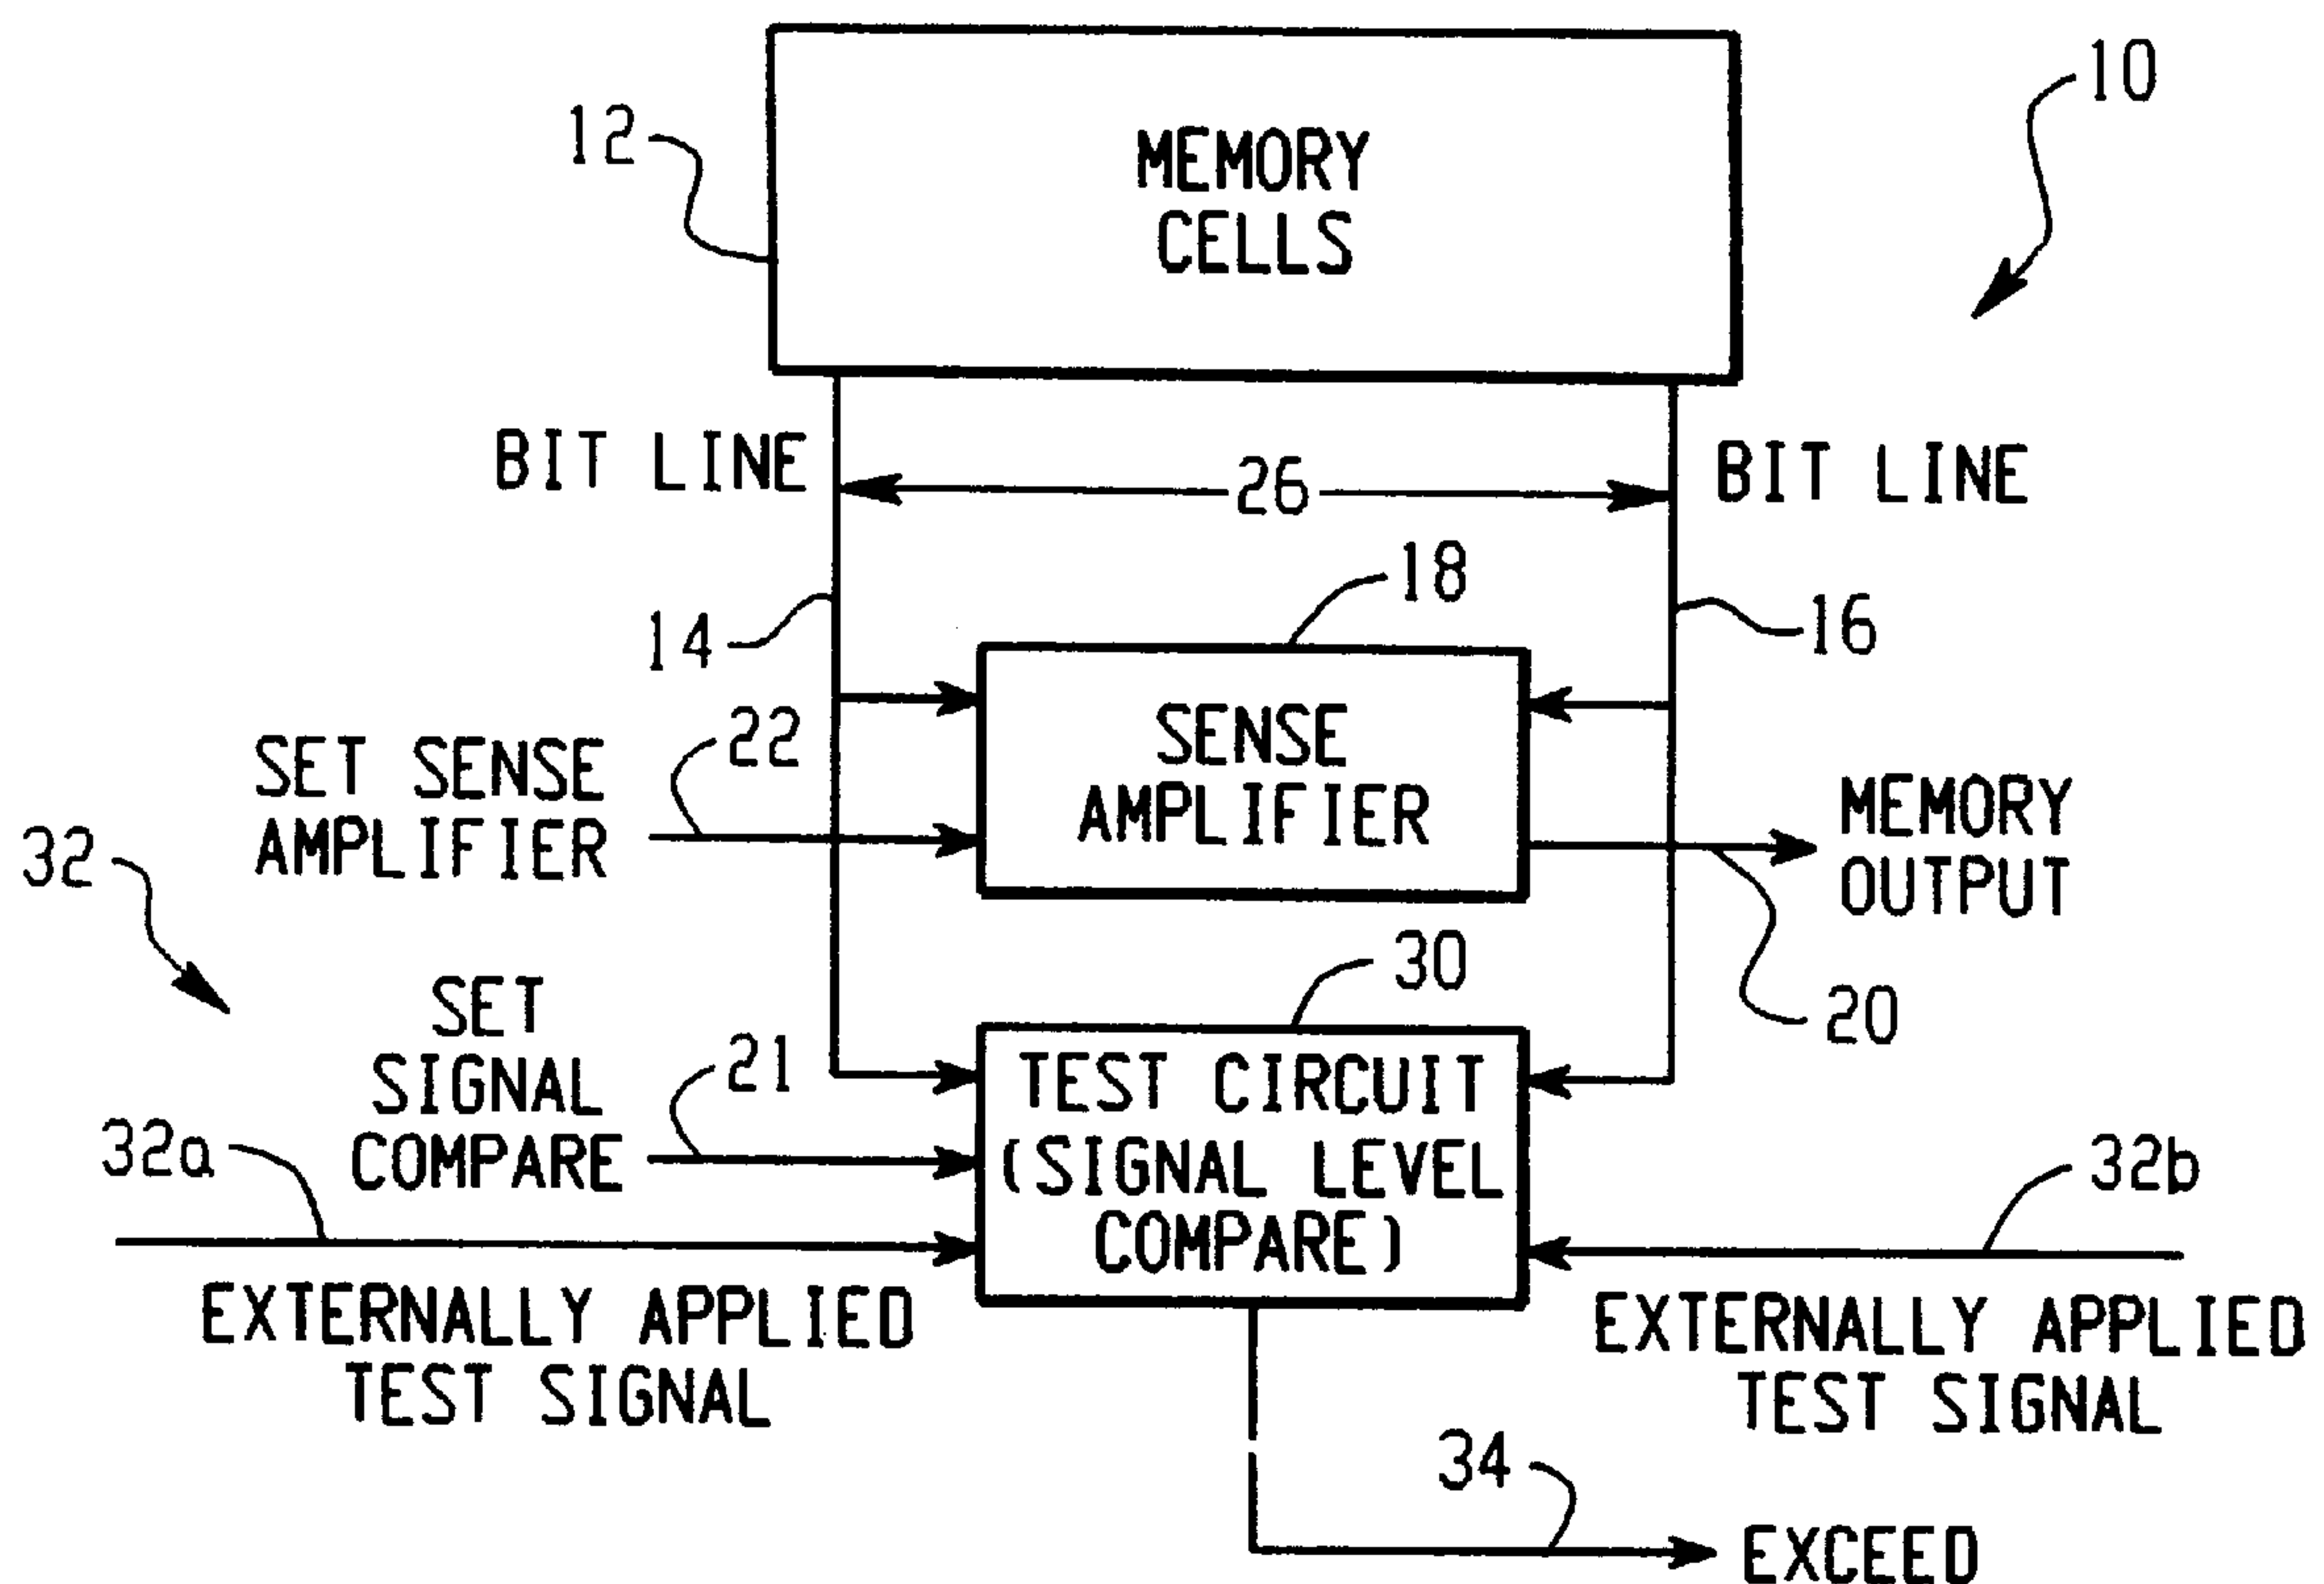 10
12
MEMORY
CELLS
BIT LINE
26
BIT LINE
18
14
16
22
SENSE
AMPLIFIER
SET SENSE
AMPLIFIER
MEMORY
OUTPUT
32
30
20
SET
SIGNAL
COMPARE
21
TEST CIRCUIT
(SIGNAL LEVEL
COMPARE)
32a
32b
EXTERNALLY APPLIED
TEST SIGNAL
EXTERNALLY APPLIED
TEST SIGNAL
34
EXCEED